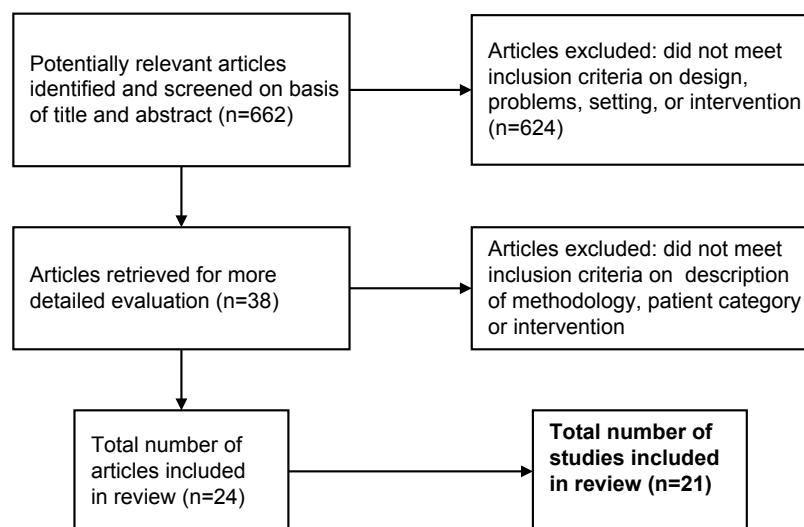 Potentially relevant articles
identified and screened on basis
of title and abstract (n=662)
Articles excluded: did not meet
inclusion criteria on design,
problems, setting, or intervention
(n=624)
Articles retrieved for more
detailed evaluation (n=38)
Articles excluded: did not meet
inclusion criteria on description
of methodology, patient category
or intervention
Total number of
articles included
in review (n=24)
Total number of
studies included
in review (n=21)